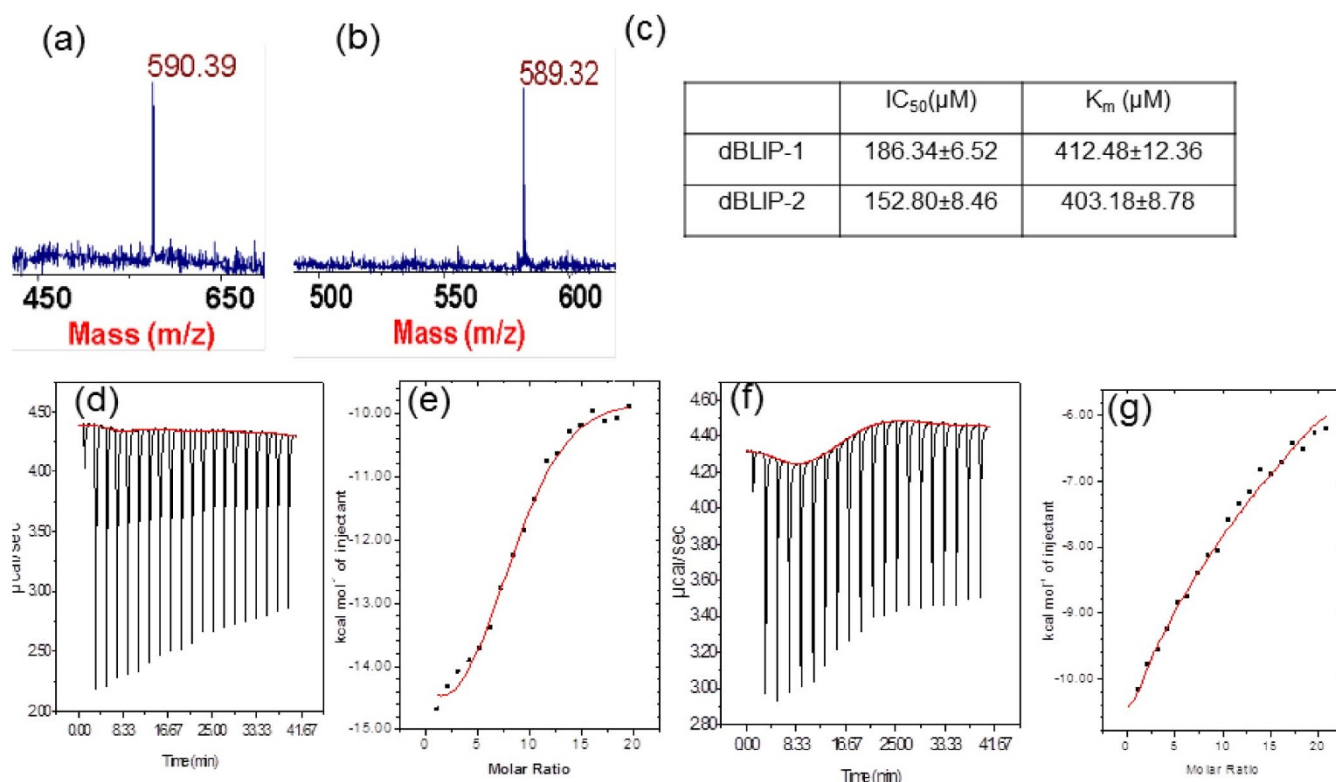 (a)
590.39
450 650
Mass (m/z)
(b)
589.32
500 550 600
Mass (m/z)
(c)
IC50(µM) Km (µM)
dBLIP-1 186.34±6.52 412.48±12.36
dBLIP-2 152.80±8.46 403.18±8.78
(d)
µcal/sec
4.50
4.00
3.50
3.00
2.50
2.00
0.00 8.33 16.67 25.00 33.33 41.67
Time(min)
(e)
kcal mol⁻ of injectant
-10.00
-11.00
-12.00
-13.00
-14.00
-15.00
0 5 10 15 20
Molar Ratio
(f)
µcal/sec
4.60
4.40
4.20
4.00
3.80
3.60
3.40
3.20
3.00
2.80
0.00 8.33 16.67 25.00 33.33 41.67
Time(min)
(g)
kcal mol⁻¹ of injectant
-6.00
-7.00
-8.00
-9.00
-10.00
0 5 10 15 20
Molar Ratio